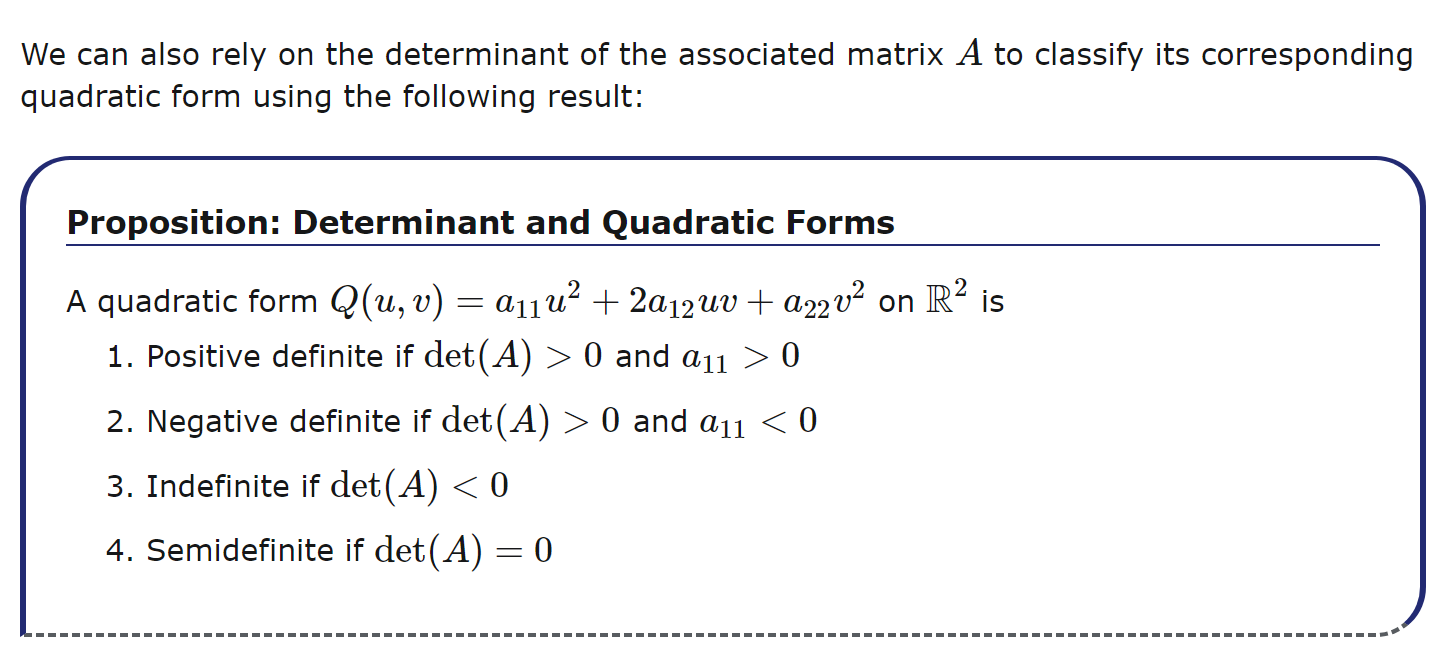 We can also rely on the determinant of the associated matrix $A$ to classify its corresponding
quadratic form using the following result:
Proposition: Determinant and Quadratic Forms
A quadratic form $Q(u, v) = a_{11}u^2 + 2a_{12}uv + a_{22}v^2$ on $\mathbb{R}^2$ is
1. Positive definite if $\det(A) > 0$ and $a_{11} > 0$
2. Negative definite if $\det(A) > 0$ and $a_{11} < 0$
3. Indefinite if $\det(A) < 0$
4. Semidefinite if $\det(A) = 0$